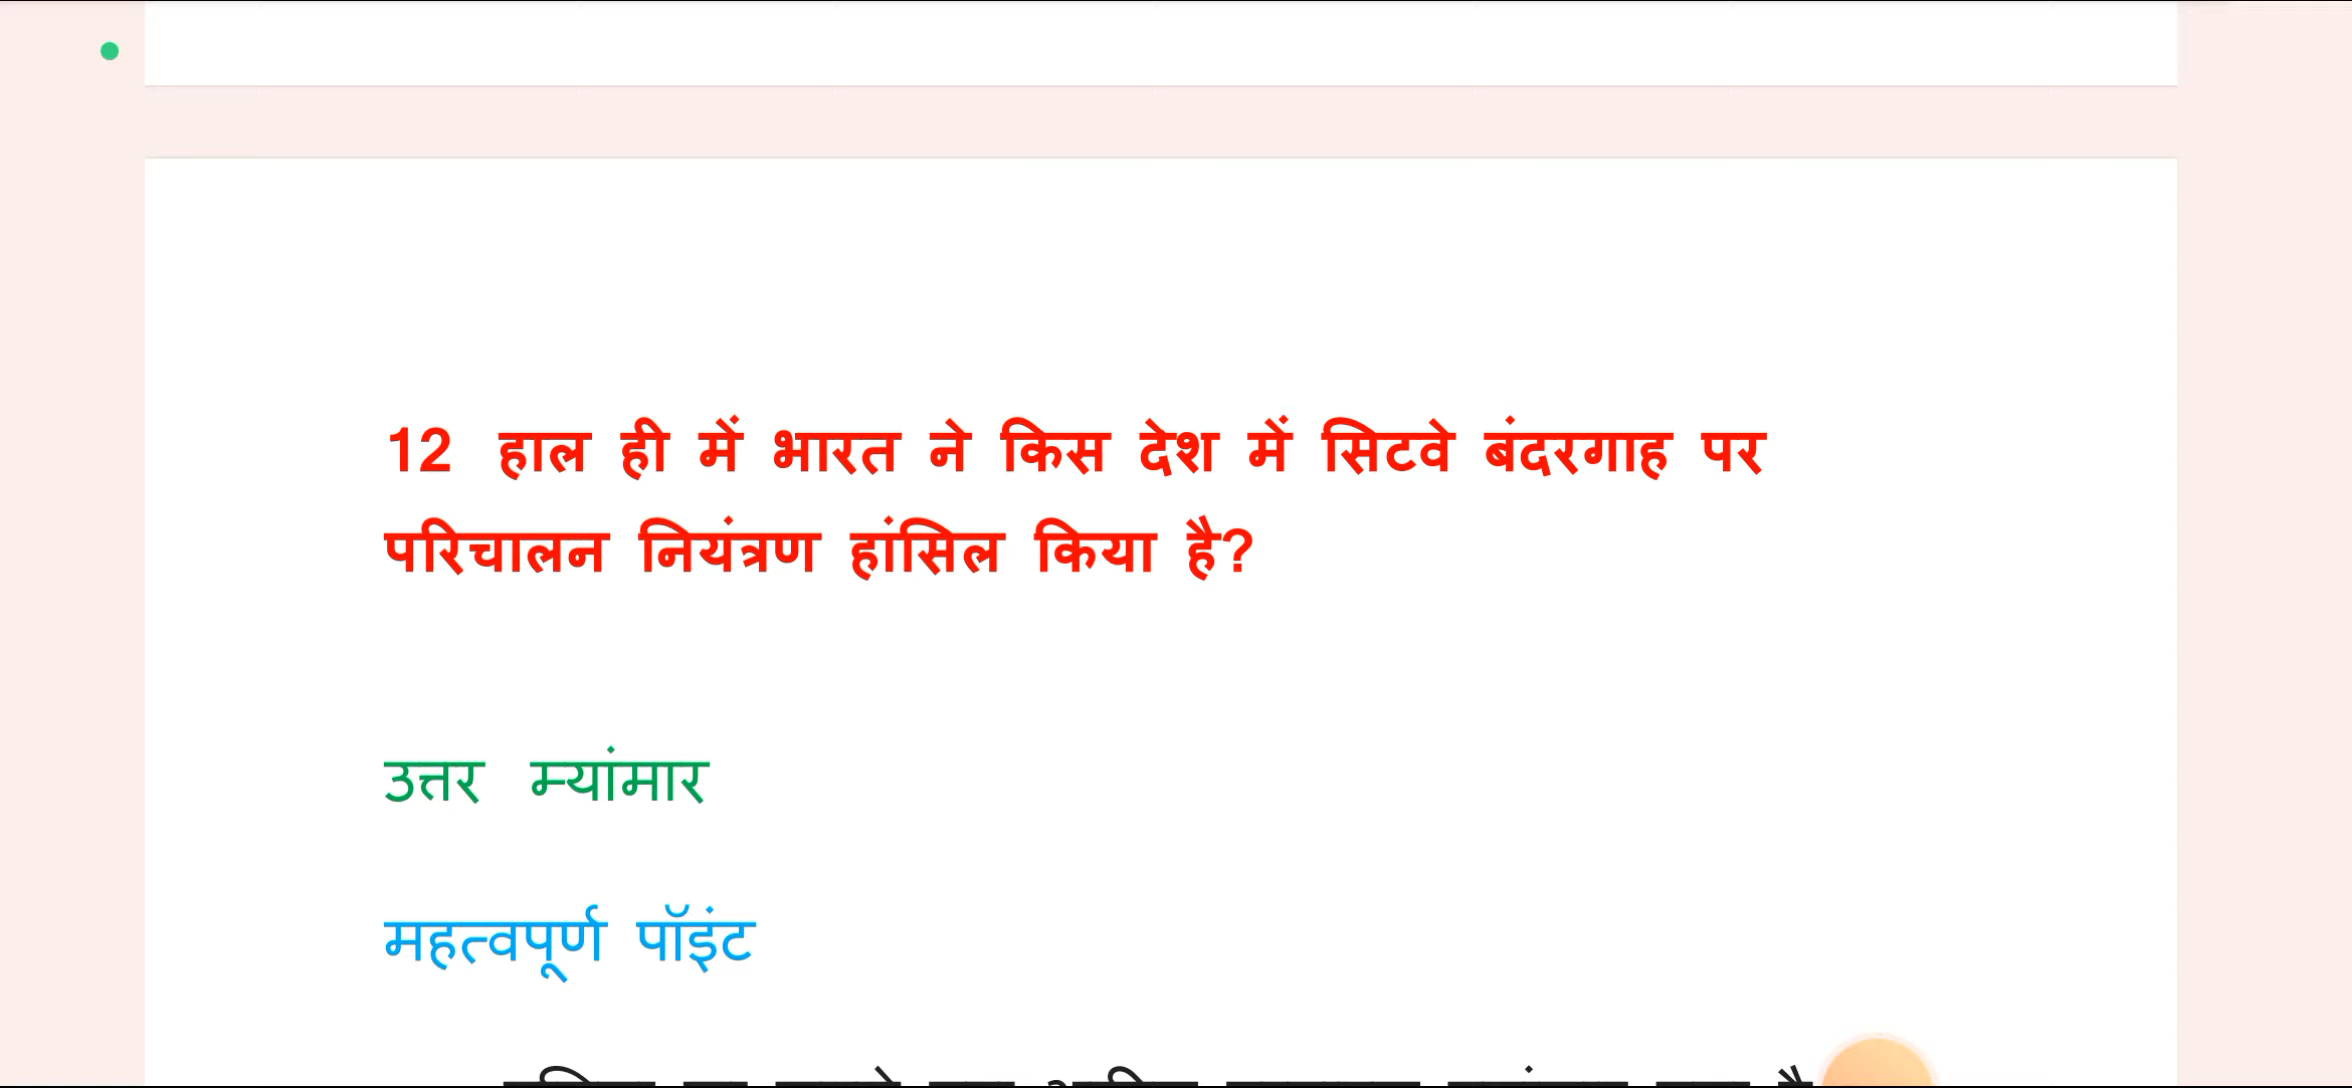 12 हाल ही में भारत ने किस देश में सिटवे बंदरगाह पर
परिचालन नियंत्रण हांसिल किया है?
उत्तर म्यांमार
महत्वपूर्ण पॉइंट